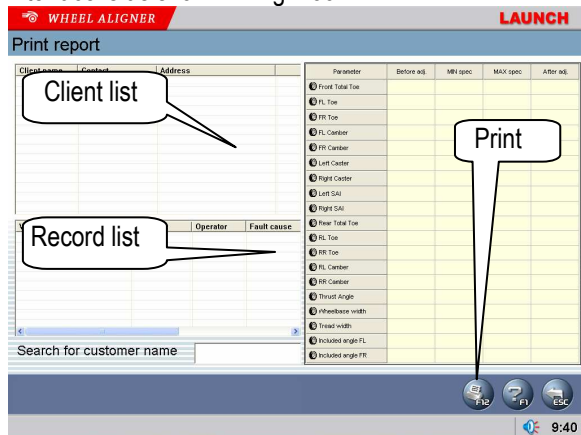 WHEEL ALIGNER
LAUNCH
Print report
Client name Contact Address
Client list
Record list
Operator Fault cause
Search for customer name
Parameter Before adj. MIN spec MAX spec After adj.
Front Total Toe
FL Toe
FR Toe
FL Camber
FR Camber
Left Caster
Right Caster
Left SAI
Right SAI
Rear Total Toe
RL Toe
RR Toe
RL Camber
RR Camber
Thrust Angle
Wheelbase width
Tread width
Included angle FL
Included angle FR
Print
F12 F1 ESC
9:40